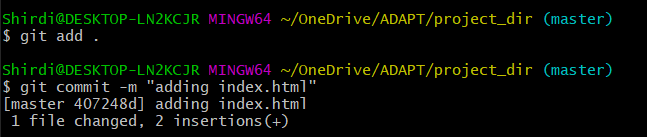 Shirdi@DESKTOP-LN2KCJR MINGW64 ~/OneDrive/ADAPT/project_dir (master)
$ git add .
Shirdi@DESKTOP-LN2KCJR MINGW64 ~/OneDrive/ADAPT/project_dir (master)
$ git commit -m "adding index.html"
[master 407248d] adding index.html
 1 file changed, 2 insertions(+)